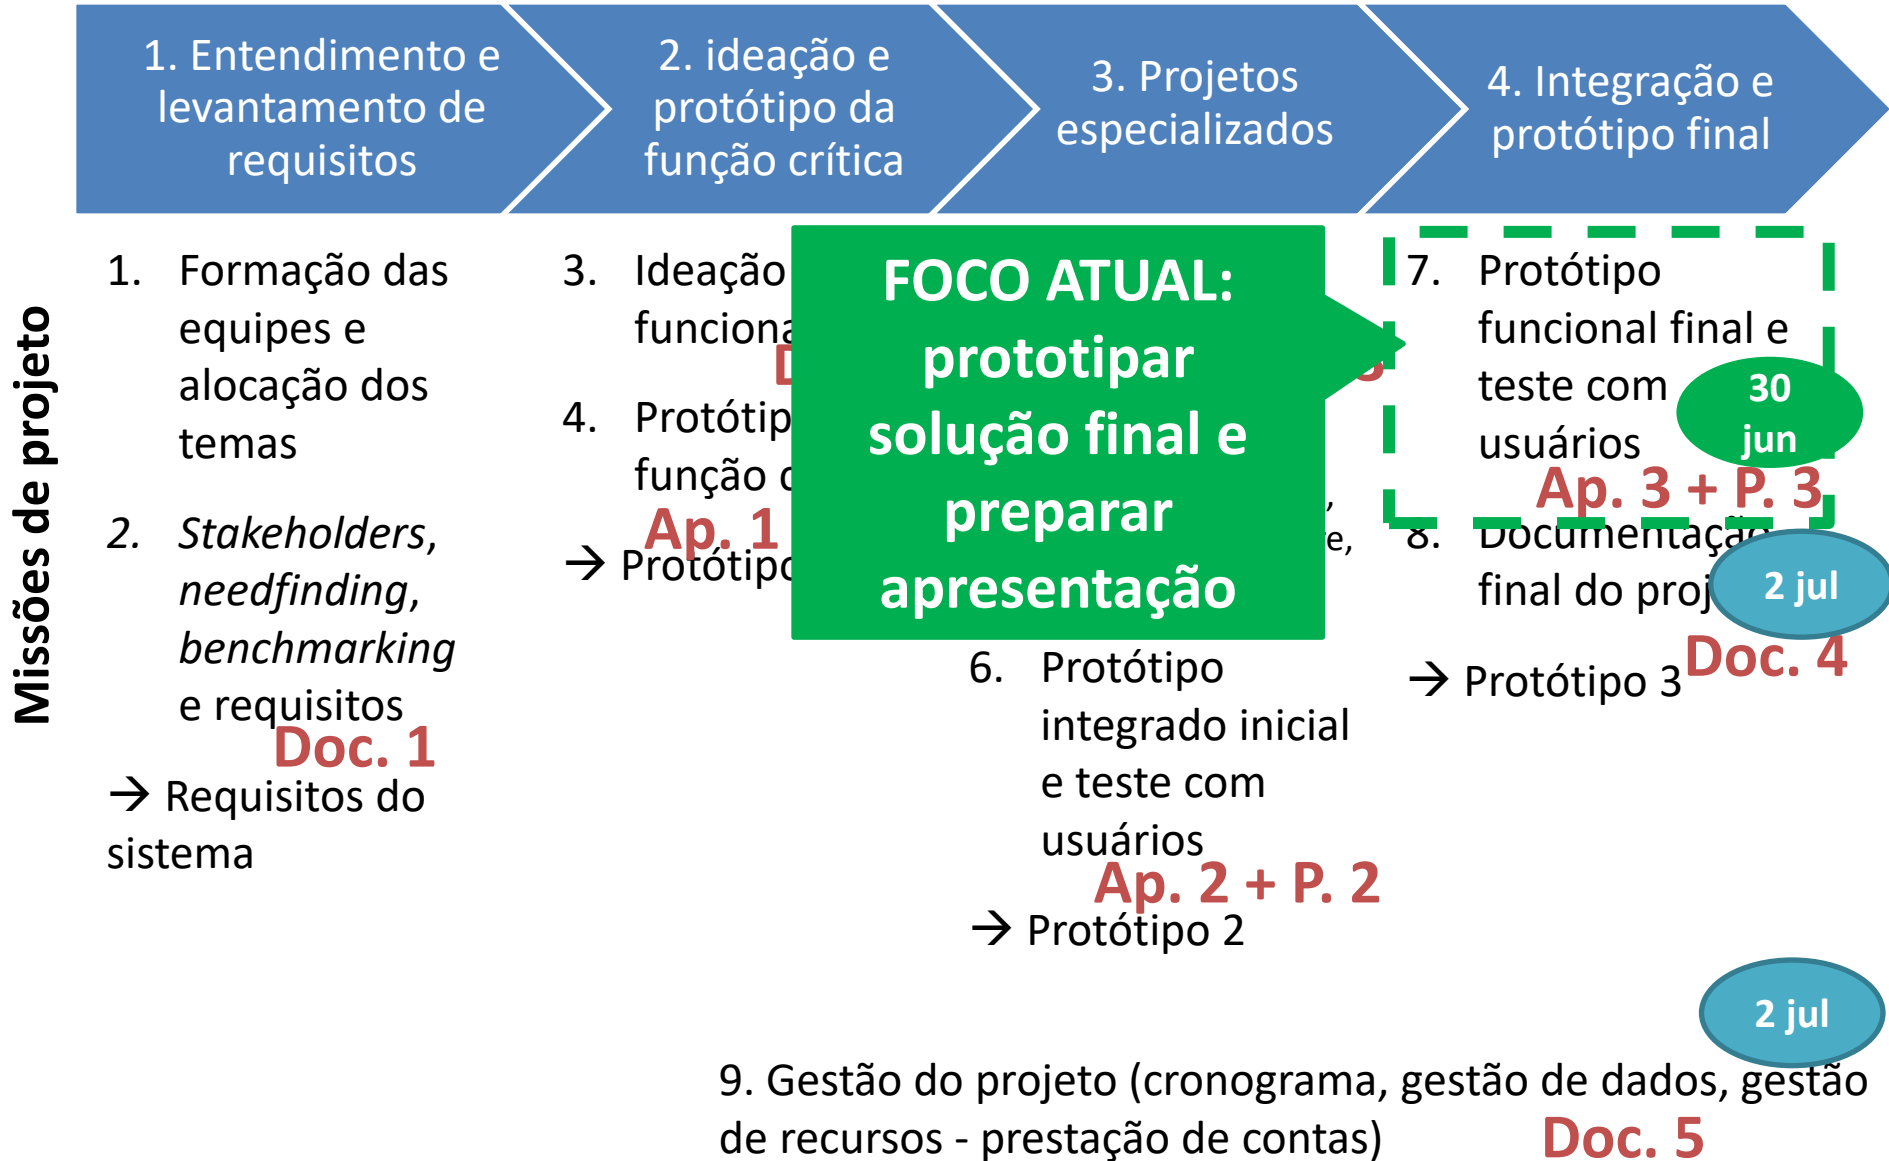 1. Entendimento e
levantamento de
requisitos
2. ideação e
protótipo da
função crítica
3. Projetos
especializados
4. Integração e
protótipo final
Missões de projeto
1. Formação das
equipes e
alocação dos
temas
2. Stakeholders,
needfinding,
benchmarking
e requisitos
Doc. 1
→ Requisitos do
sistema
3. Ideação
4.
função
Ap. 1
→
FOCO ATUAL:
prototipar
solução final e
preparar
apresentação
6. Protótipo
integrado inicial
e teste com
usuários
Ap. 2 + P. 2
→ Protótipo 2
7. Protótipo
funcional final e
teste com
usuários
30
jun
Ap. 3 + P. 3
8. Documentação
final do
2 jul
Doc. 4
→ Protótipo 3
2 jul
9. Gestão do projeto (cronograma, gestão de dados, gestão
de recursos - prestação de contas)
Doc. 5